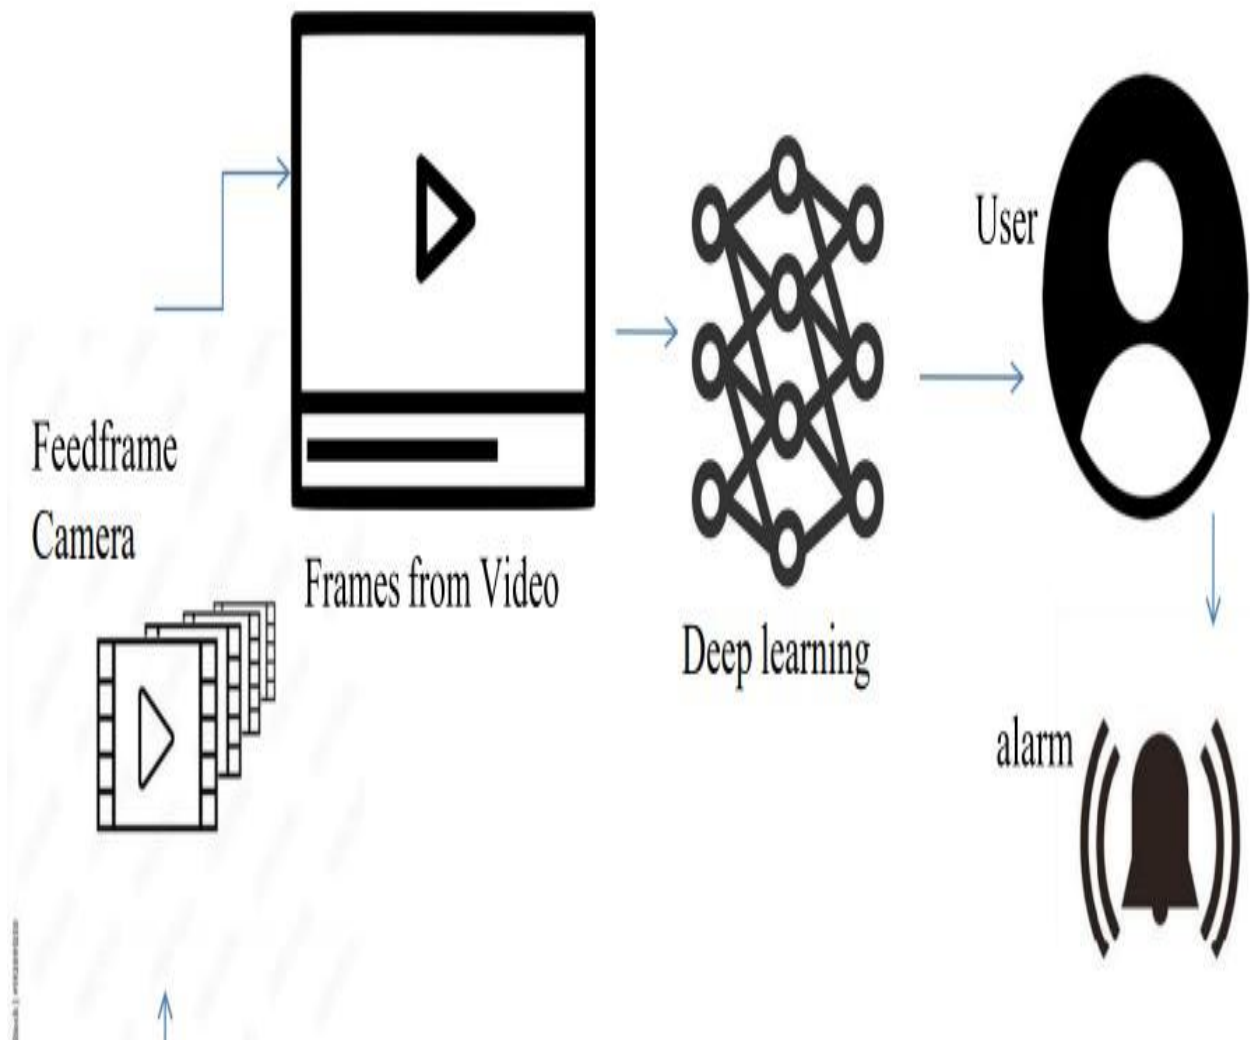 Feedframe
Camera
Frames from Video
Deep learning
User
alarm